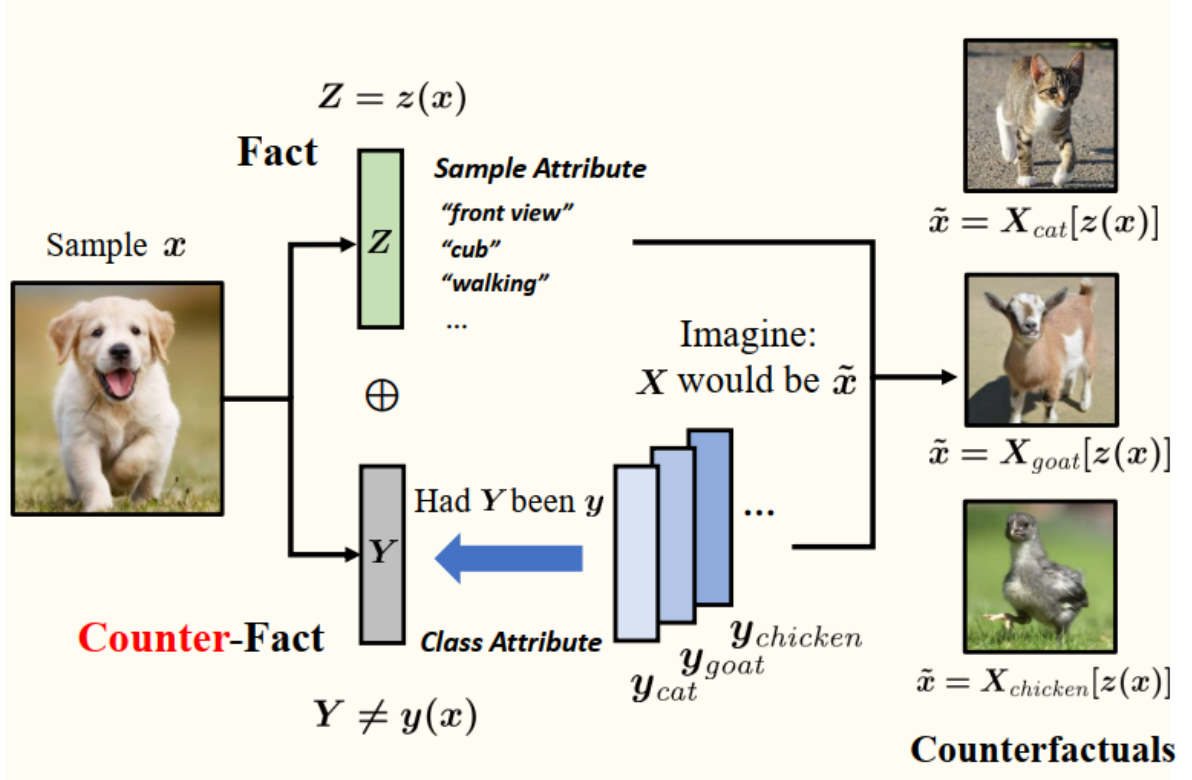 Z = z(x)
Fact
Sample Attribute
“front view”
“cub”
“walking”
...
Z
Sample x
⊕
Imagine:
X would be x̃
Had Y been y
...
Y
Counter-Fact
Class Attribute
y_chicken
y_goat
y_cat
Y ≠ y(x)
x̃ = X_cat[z(x)]
x̃ = X_goat[z(x)]
x̃ = X_chicken[z(x)]
Counterfactuals